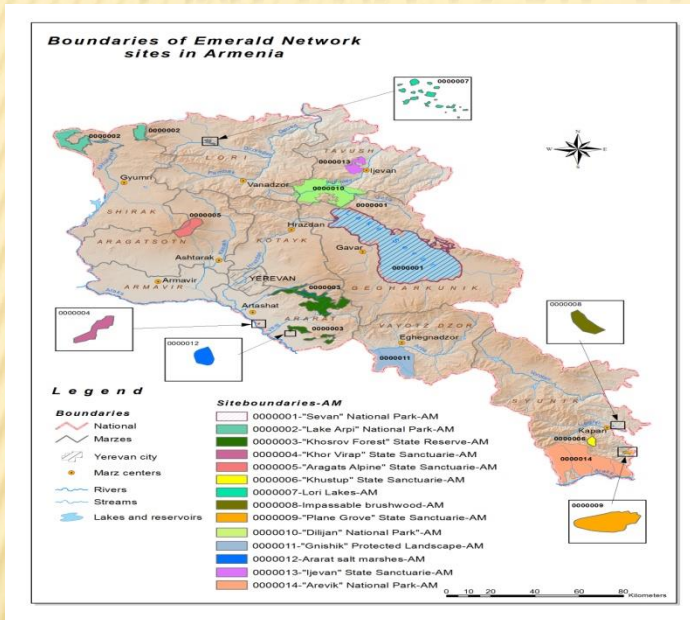 Boundaries of Emerald Network
sites in Armenia
0000007
0000002
0000002
LORI
TAVUSH
0000013
Ijevan
Gyumri
Vanadzor
0000010
0000001
SHIRAK
0000005
Hrazdan
ARAGATSOTN
KOTAYK
Gavar
Ashtarak
0000001
Armavir
YEREVAN
ARMAVIR
GEGHARKUNIK
0000003
Artashat
0000004
ARARAT
0000003
0000008
VAYOTZ DZOR
0000012
Eghegnadzor
0000011
SYUNIK
Kapan
0000006
0000014
0000009
N
W
E
S
Legend
Boundaries
National
Marzes
Yerevan city
Marz centers
Rivers
Streams
Lakes and reservoirs
Siteboundaries-AM
0000001-"Sevan" National Park-AM
0000002-"Lake Arpi" National Park-AM
0000003-"Khosrov Forest" State Reserve-AM
0000004-"Khor Virap" State Sanctuarie-AM
0000005-"Aragats Alpine" State Sanctuarie-AM
0000006-"Khustup" State Sanctuarie-AM
0000007-Lori Lakes-AM
0000008-Impassable brushwood-AM
0000009-"Plane Grove" State Sanctuarie-AM
0000010-"Dilijan" National Park"-AM
0000011-"Gnishik" Protected Landscape-AM
0000012-Ararat salt marshes-AM
0000013-"Ijevan" State Sanctuarie-AM
0000014-"Arevik" National Park-AM
0 10 20 40 60 80
Kilometers